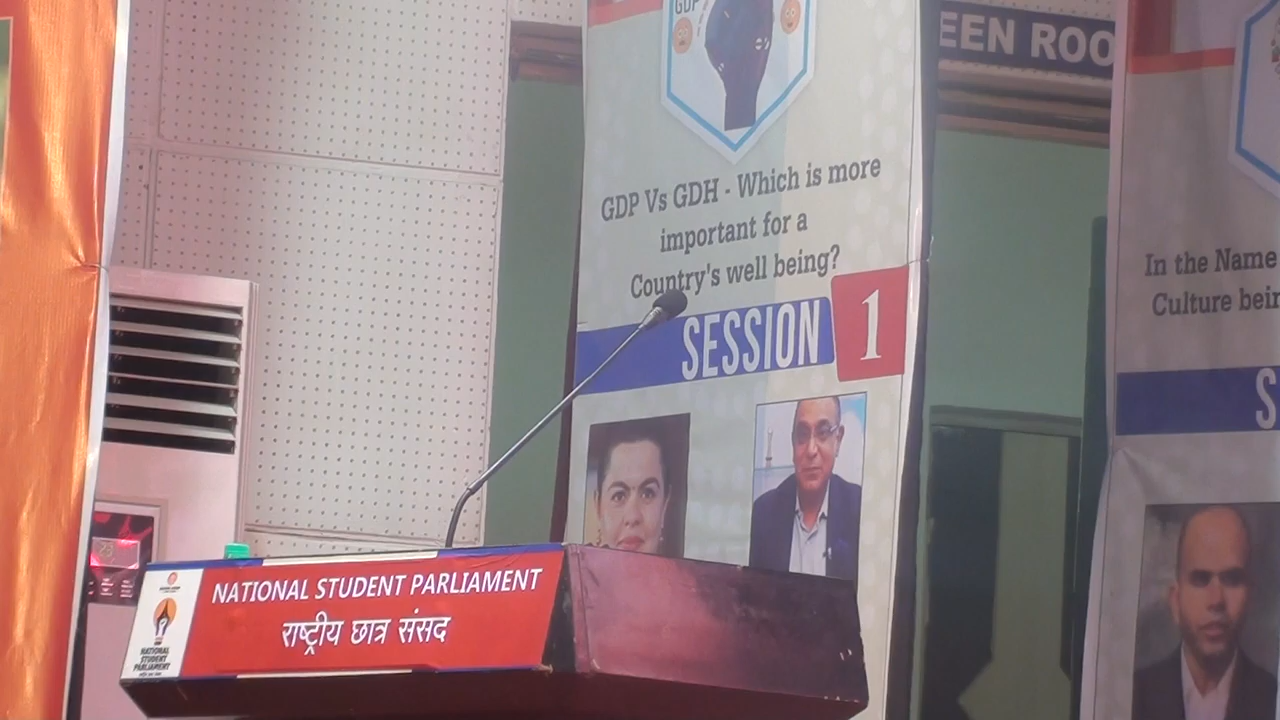 GDP
EEN ROO
GDP Vs GDH - Which is more
important for a
Country's well being?
SESSION 1
In the Name
Culture bein
S
NATIONAL STUDENT PARLIAMENT
राष्ट्रीय छात्र संसद
NATIONAL
STUDENT
PARLIAMENT